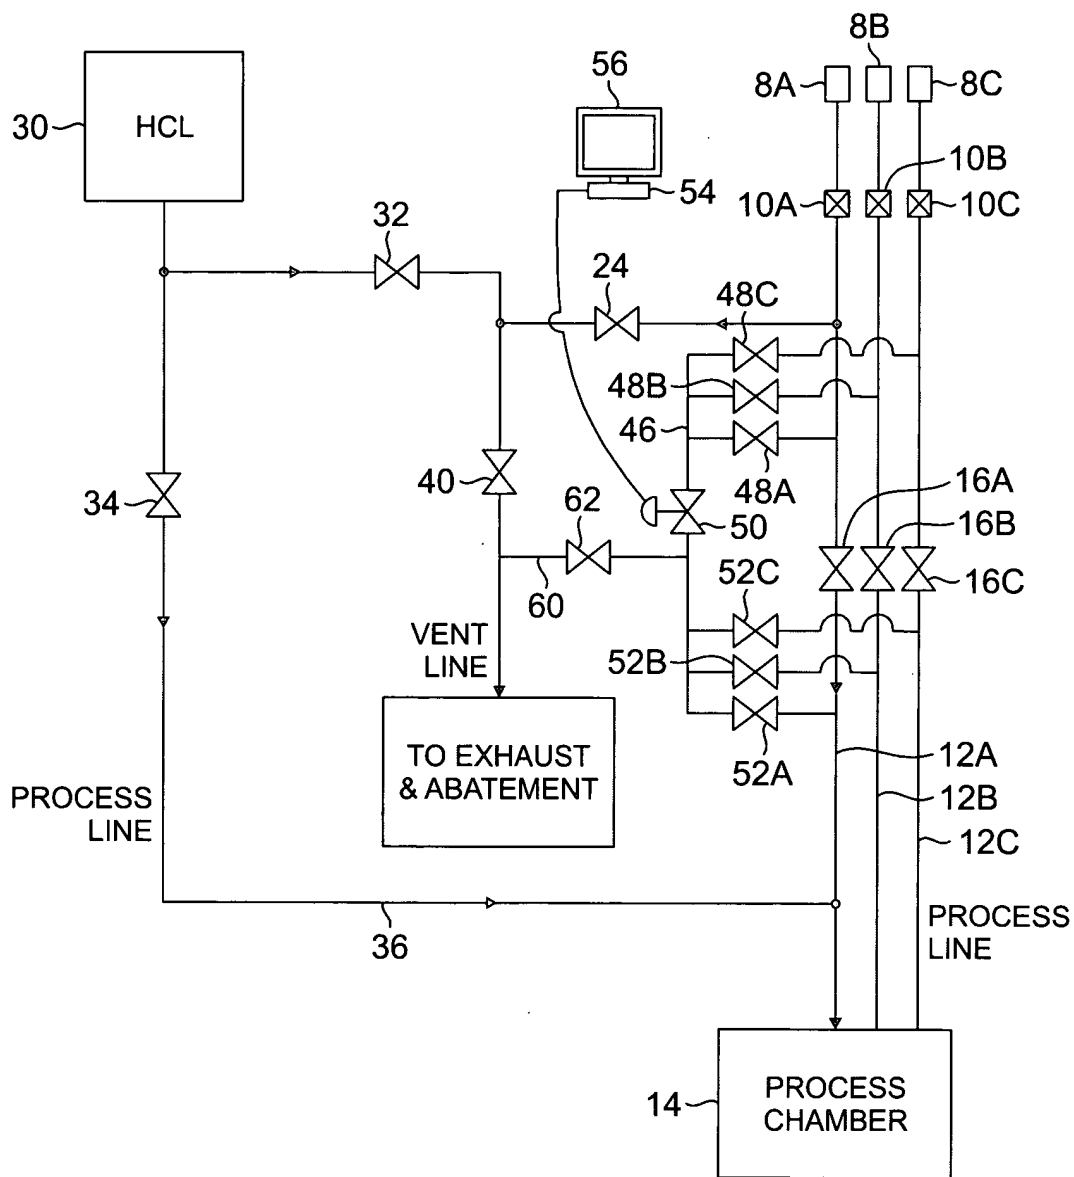 8B
56
8A
8C
HCL
30
10B
54
10A
10C
32
24
48C
48B
46
40
34
48A
16A
62
50
16B
52C
16C
60
VENT
LINE
52B
TO EXHAUST
& ABATEMENT
52A
12A
PROCESS
LINE
12B
12C
36
PROCESS
LINE
14
PROCESS
CHAMBER